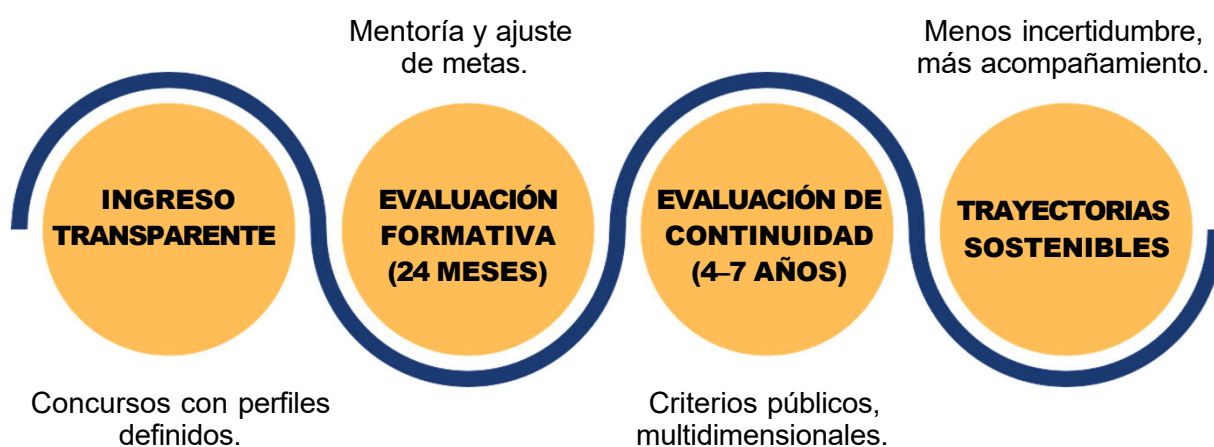 INGRESO
TRANSPARENTE
Concursos con perfiles
definidos.
Mentoría y ajuste
de metas.
EVALUACIÓN
FORMATIVA
(24 MESES)
EVALUACIÓN DE
CONTINUIDAD
(4–7 AÑOS)
Criterios públicos,
multidimensionales.
Menos incertidumbre,
más acompañamiento.
TRAYECTORIAS
SOSTENIBLES